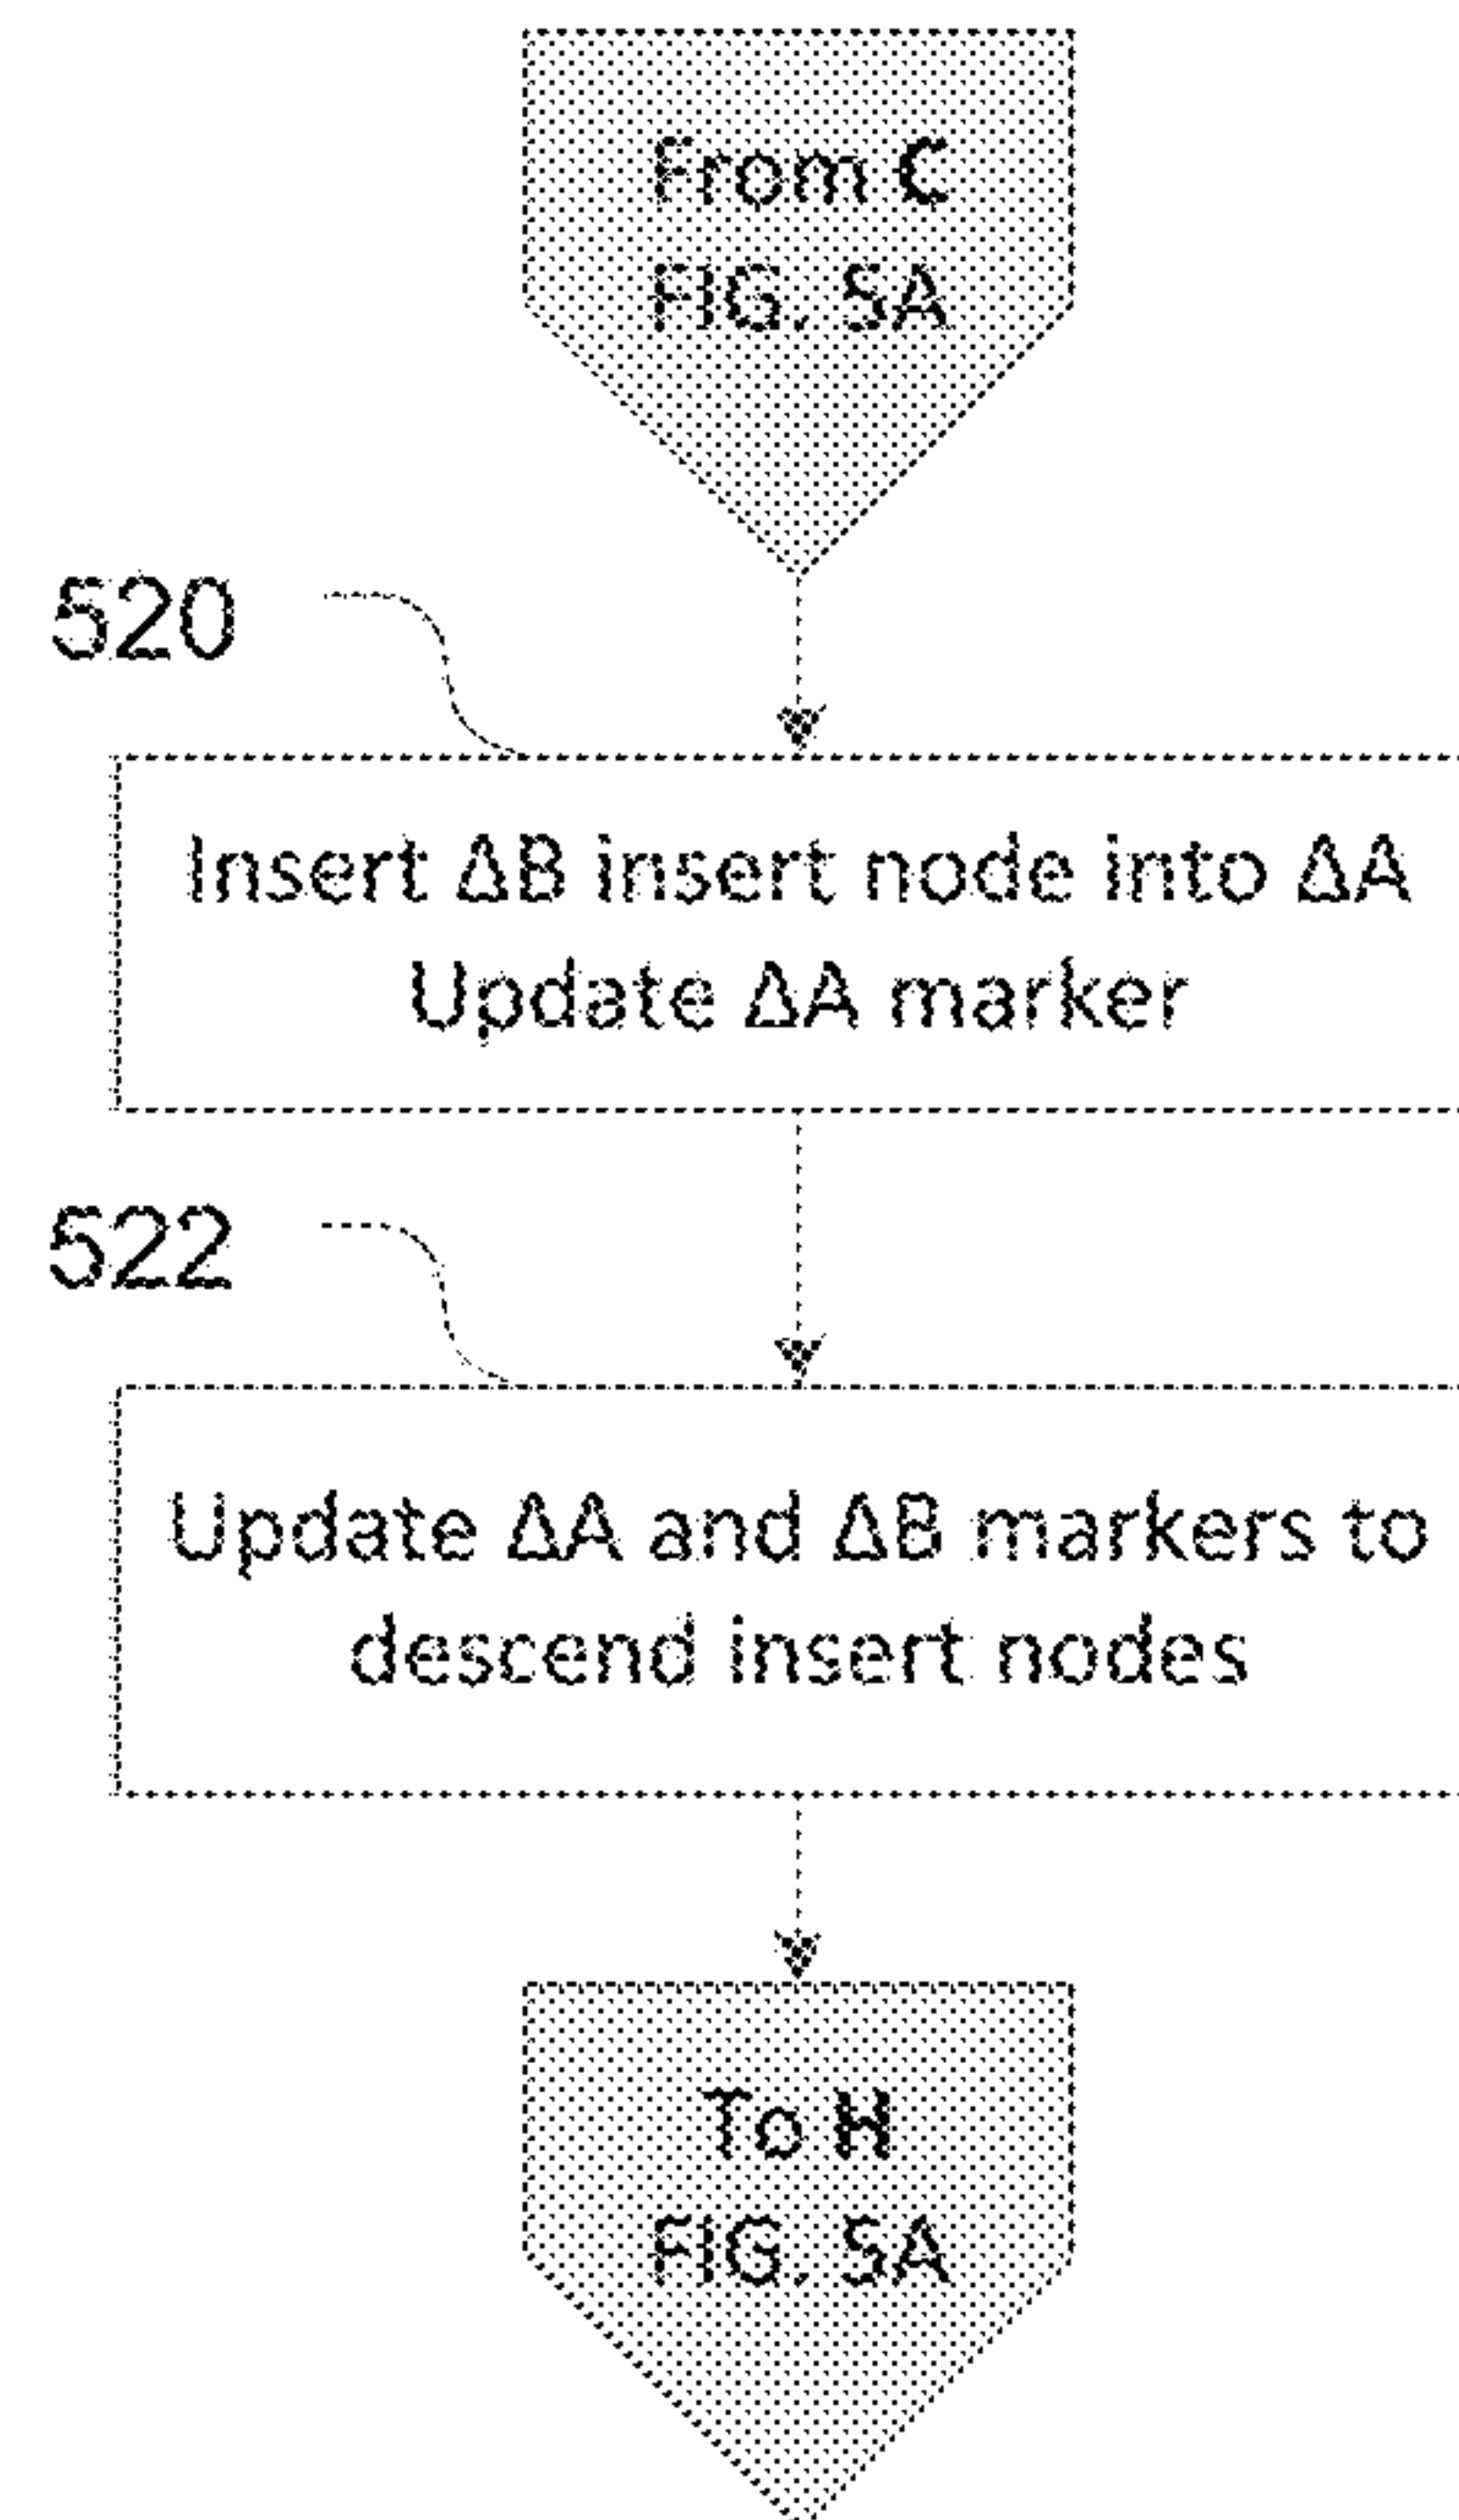 From C
FIG. 5A
520
Insert ΔB insert node into ΔA
Update ΔA marker
522
Update ΔA and ΔB markers to
descend insert nodes
To H
FIG. 5A